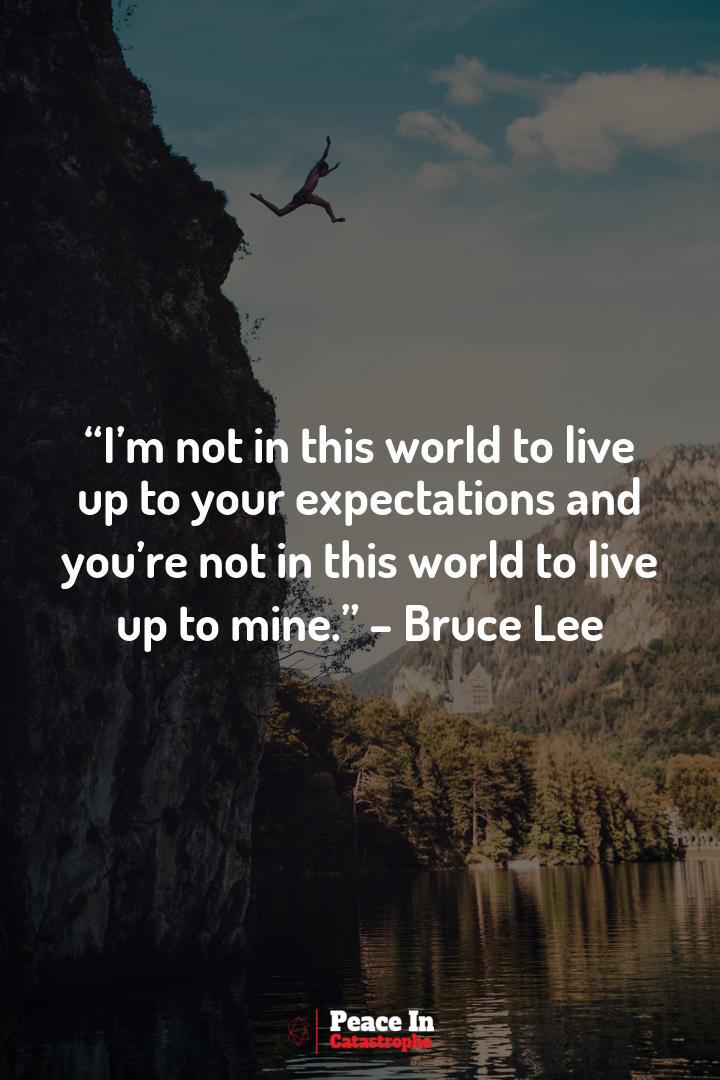 “I’m not in this world to live
up to your expectations and
you’re not in this world to live
up to mine.” – Bruce Lee
Peace In
Catastrophe